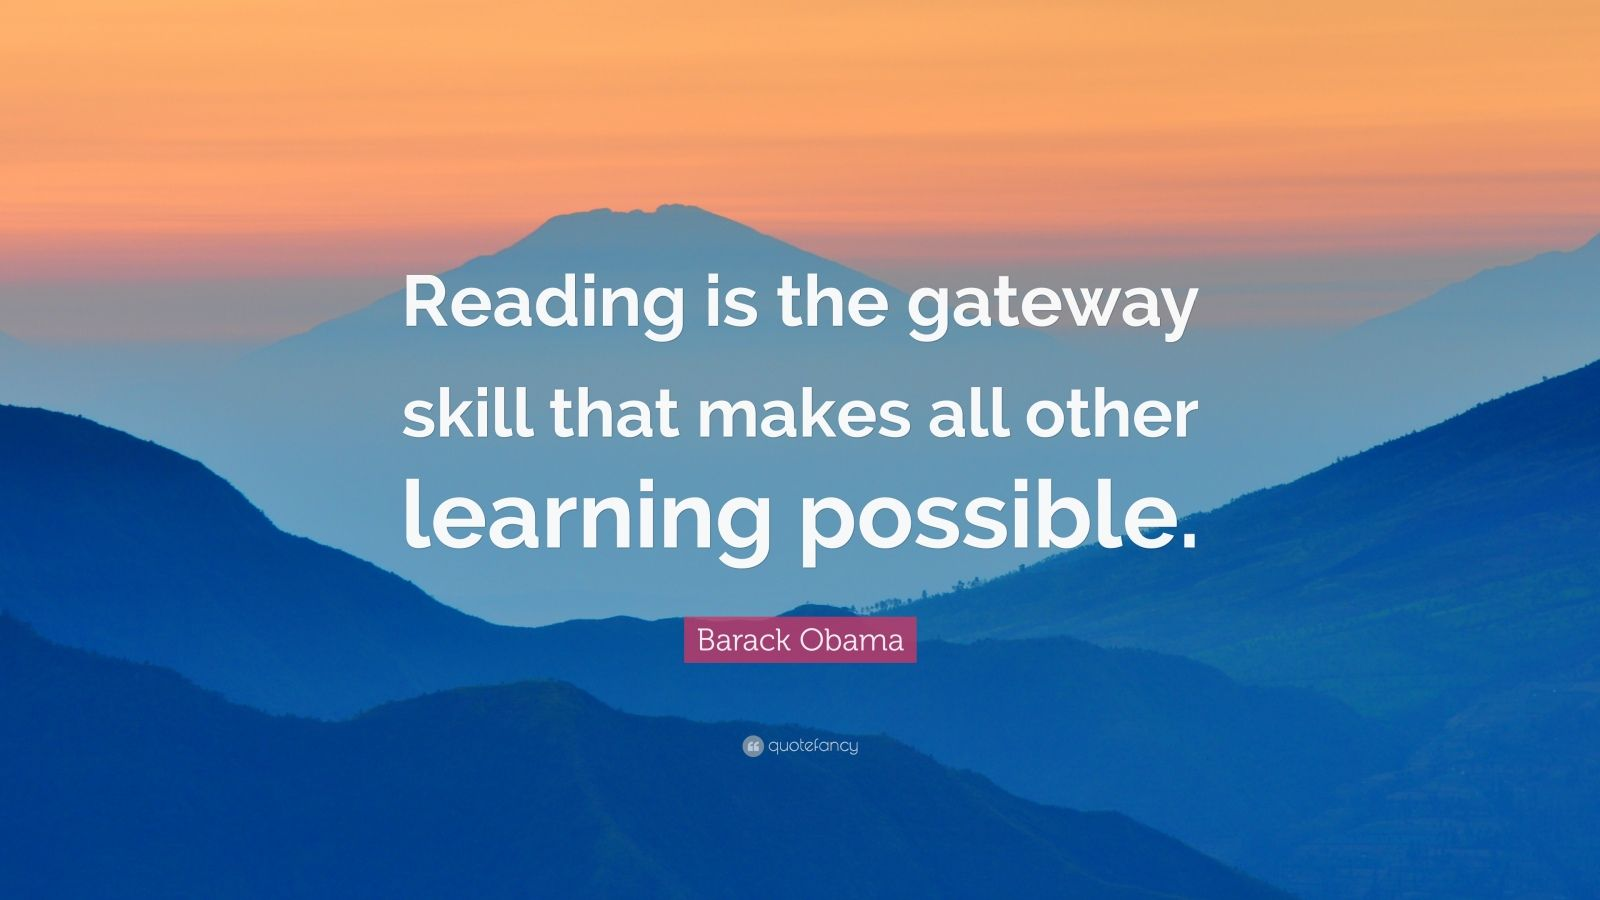 Reading is the gateway
skill that makes all other
learning possible.
Barack Obama
quotefancy